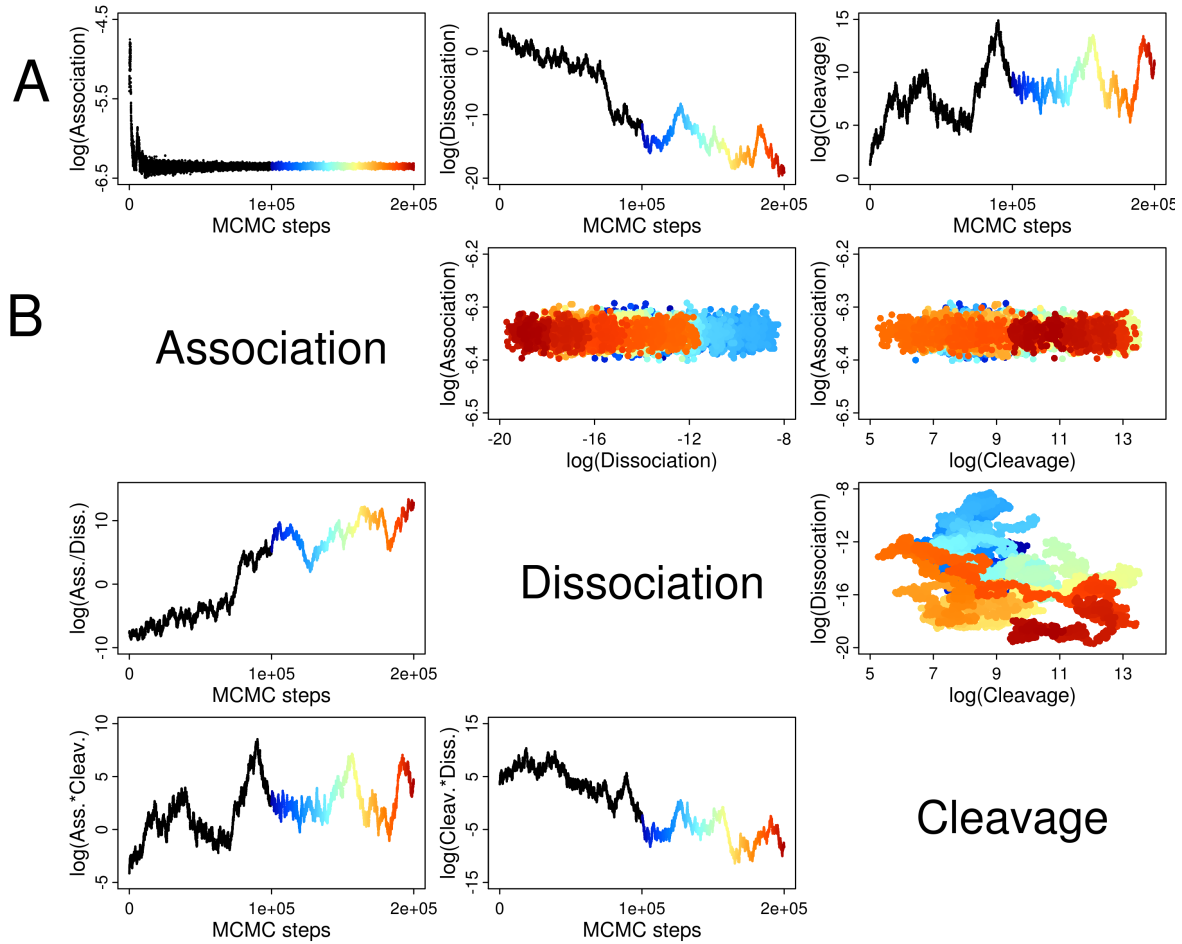 A
log(Association)
-4.5
-5.5
-6.5
0
1e+05
2e+05
MCMC steps
log(Dissociation)
0
-10
-20
0
1e+05
2e+05
MCMC steps
log(Cleavage)
15
10
5
0
0
1e+05
2e+05
MCMC steps
B
Association
log(Association)
-6.2
-6.3
-6.4
-6.5
-20
-16
-12
-8
log(Dissociation)
log(Association)
-6.2
-6.3
-6.4
-6.5
5
7
9
11
13
log(Cleavage)
log(Ass./Diss.)
10
0
-10
0
1e+05
2e+05
MCMC steps
Dissociation
log(Dissociation)
-8
-12
-16
-20
5
7
9
11
13
log(Cleavage)
log(Ass.*Cleav.)
10
5
0
-5
0
1e+05
2e+05
MCMC steps
log(Cleav.*Diss.)
15
5
-5
-15
0
1e+05
2e+05
MCMC steps
Cleavage